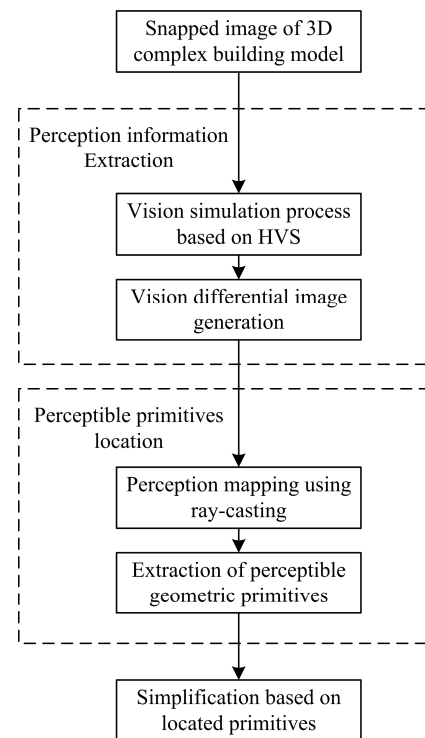 Snapped image of 3D
complex building model
Perception information
Extraction
Vision simulation process
based on HVS
Vision differential image
generation
Perceptible primitives
location
Perception mapping using
ray-casting
Extraction of perceptible
geometric primitives
Simplification based on
located primitives